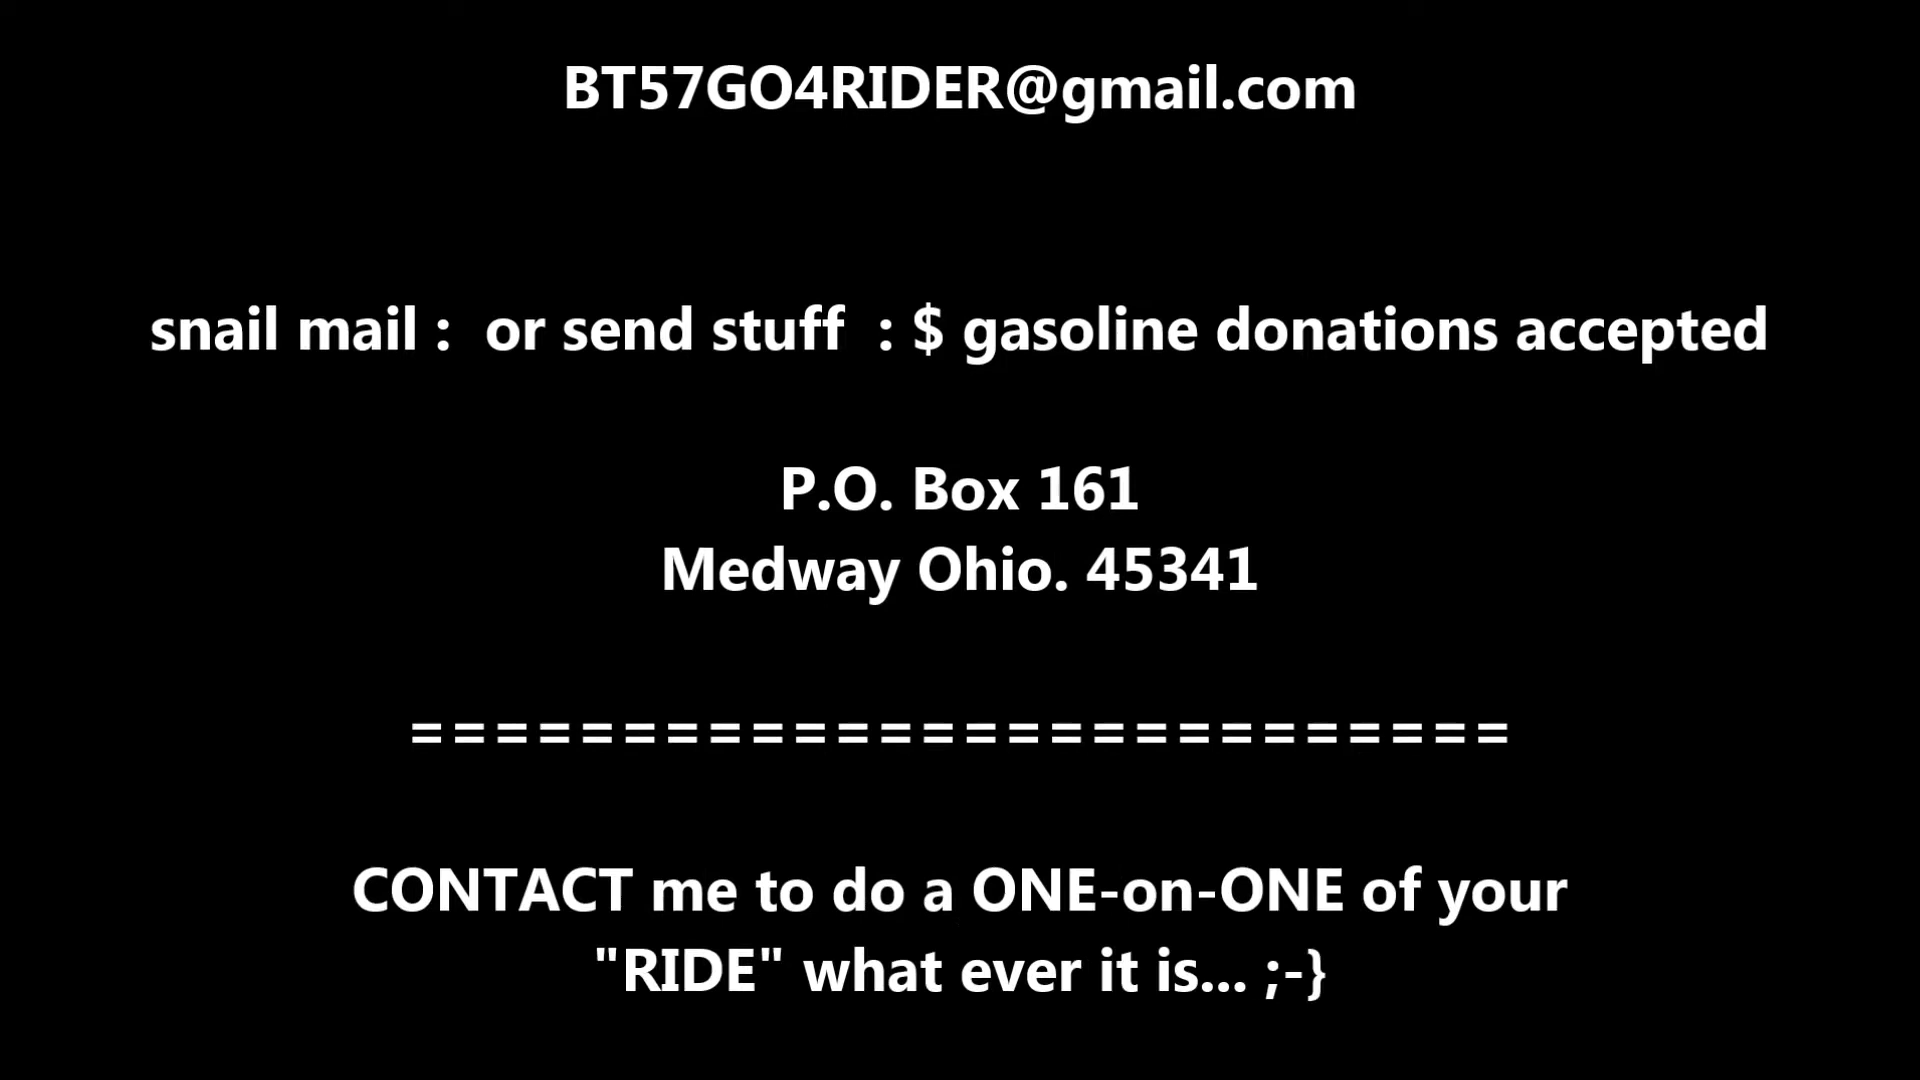 BT57GO4RIDER@gmail.com
snail mail :  or send stuff  : $ gasoline donations accepted
P.O. Box 161
Medway Ohio. 45341
==========================
CONTACT me to do a ONE-on-ONE of your
"RIDE" what ever it is... ;-}